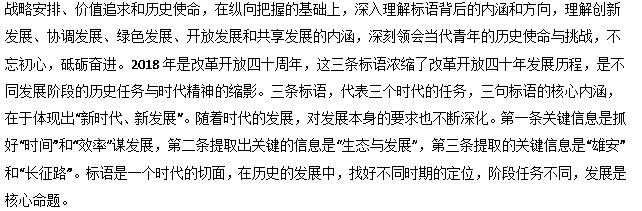 战略安排、价值追求和历史使命，在纵向把握的基础上，深入理解标语背后的内涵和方向，理解创新
发展、协调发展、绿色发展、开放发展和共享发展的内涵，深刻领会当代青年的历史使命与挑战，不
忘初心，砥砺奋进。2018 年是改革开放四十周年，这三条标语浓缩了改革开放四十年发展历程，是不
同发展阶段的历史任务与时代精神的缩影。三条标语，代表三个时代的任务，三句标语的核心内涵，
在于体现出“新时代、新发展”。随着时代的发展，对发展本身的要求也不断深化。第一条关键信息是抓
好“时间”和“效率”谋发展，第二条提取出关键的信息是“生态与发展”，第三条提取的关键信息是“雄安”
和“长征路”。标语是一个时代的切面，在历史的发展中，找好不同时期的定位，阶段任务不同，发展是
核心命题。